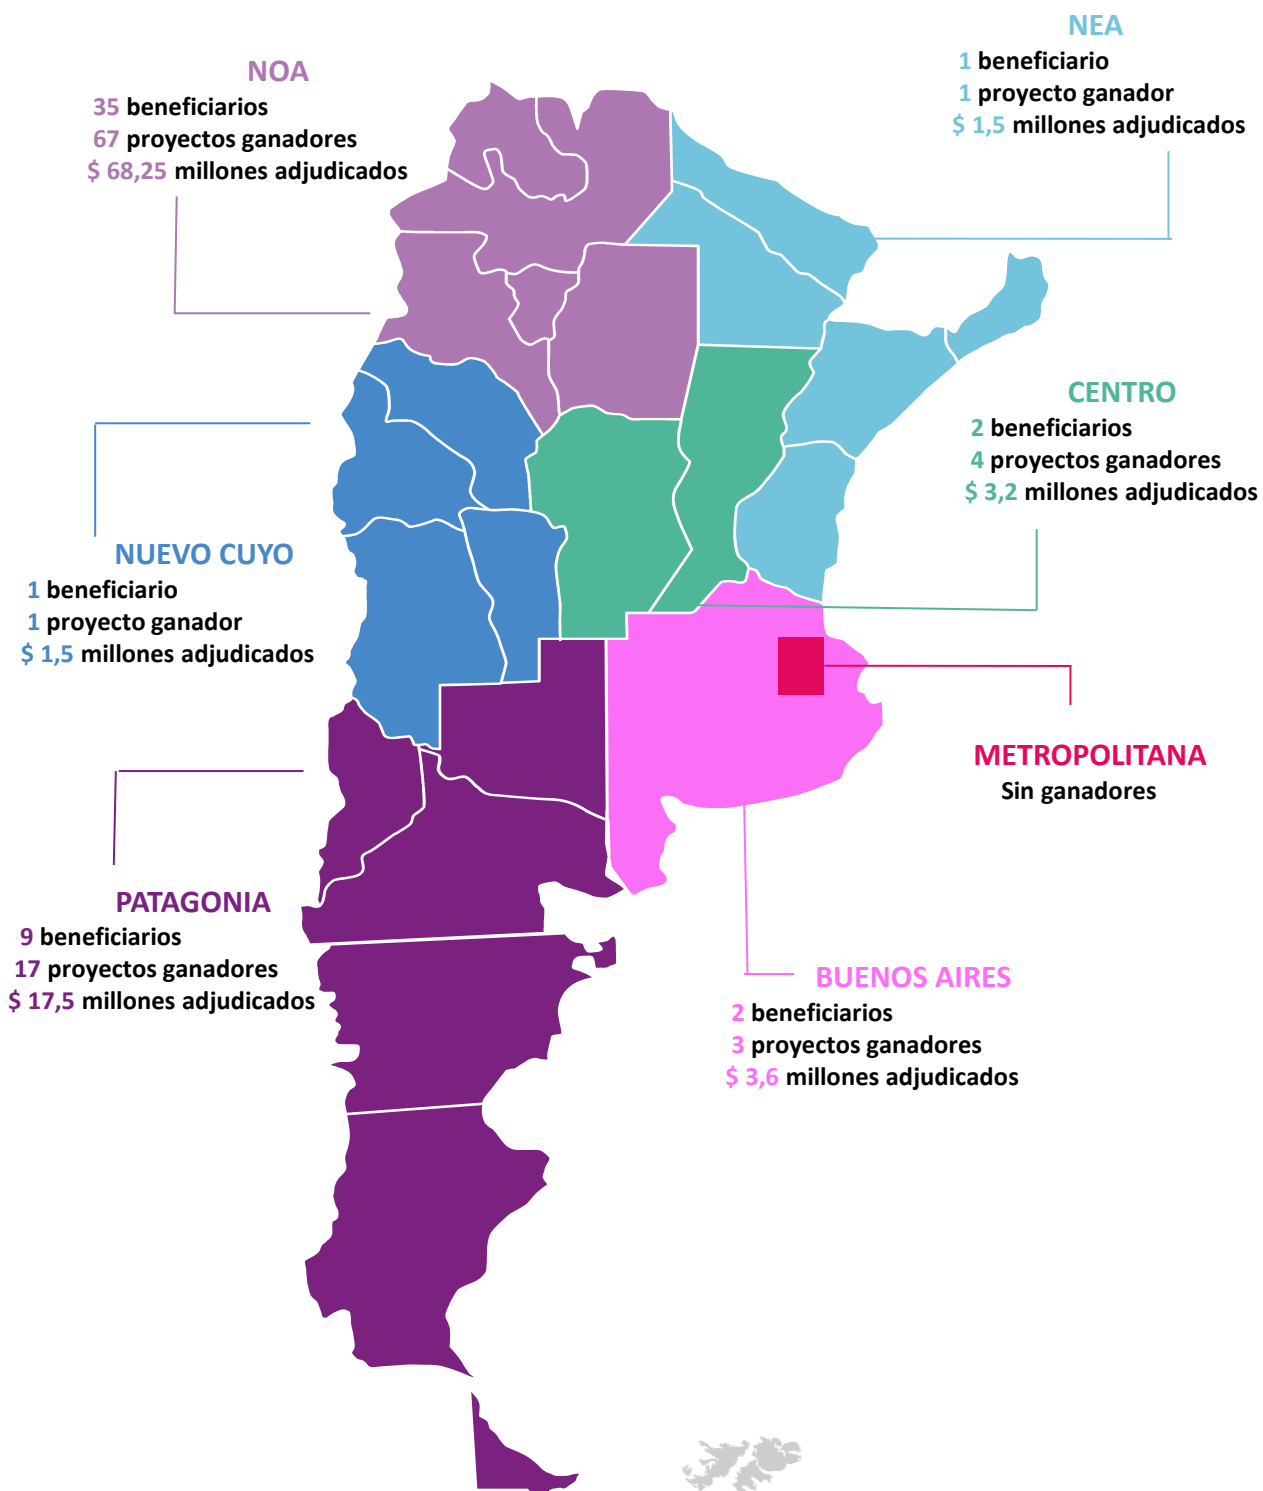 NEA
1 beneficiario
1 proyecto ganador
$ 1,5 millones adjudicados
NOA
35 beneficiarios
67 proyectos ganadores
$ 68,25 millones adjudicados
CENTRO
2 beneficiarios
4 proyectos ganadores
$ 3,2 millones adjudicados
NUEVO CUYO
1 beneficiario
1 proyecto ganador
$ 1,5 millones adjudicados
METROPOLITANA
Sin ganadores
PATAGONIA
9 beneficiarios
17 proyectos ganadores
$ 17,5 millones adjudicados
BUENOS AIRES
2 beneficiarios
3 proyectos ganadores
$ 3,6 millones adjudicados